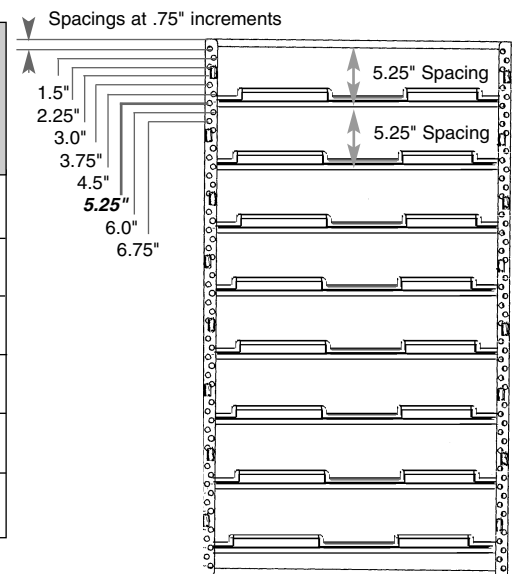 Spacings at .75" increments
5.25" Spacing
1.5"
2.25"
3.0"
3.75"
4.5"
5.25"
6.0"
6.75"
5.25" Spacing